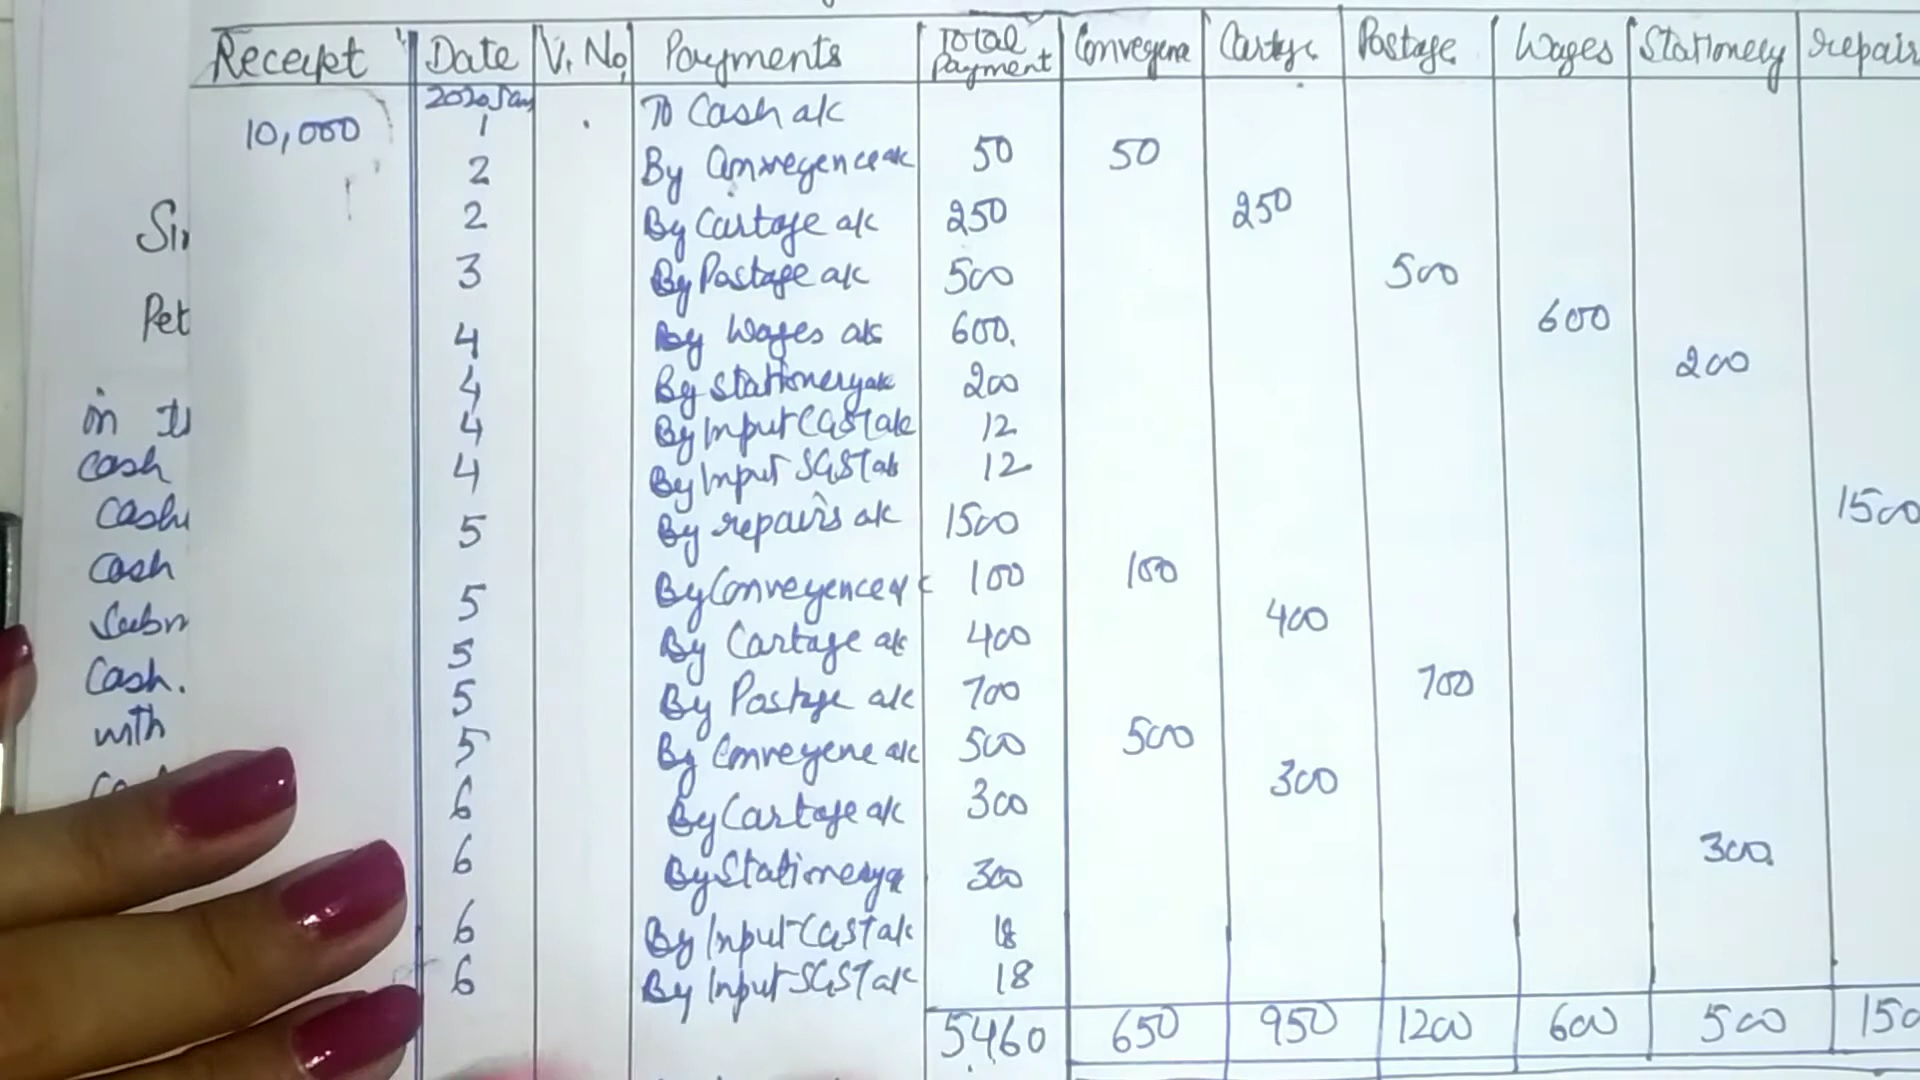 Receipt Date V. No. Payments Total Payment Conveyene Cartge Postage Wages Stationery repairs
2020 Jan
10,000 1 To Cash a/c
2 By Conveyence a/c 50 50
2 By Cartage a/c 250 250
3 By Postage a/c 500 500
4 By Wages a/c 600. 600
4 By Stationery a/c 200 200
4 By Input CGST a/c 12
4 By Input SGST a/c 12
5 By repairs a/c 1500 1500
5 By Conveyence a/c 100 100
5 By Cartage a/c 400 400
5 By Postge a/c 700 700
5 By Conveyene a/c 500 500
6 By Cartage a/c 300 300
6 By Stationery a 300 300.
6 By Input CGST a/c 18
6 By Input SGST a/c 18
5460 650 950 1200 600 500 150
Pet
in
Cash
Cash
Cash
Cash.
with